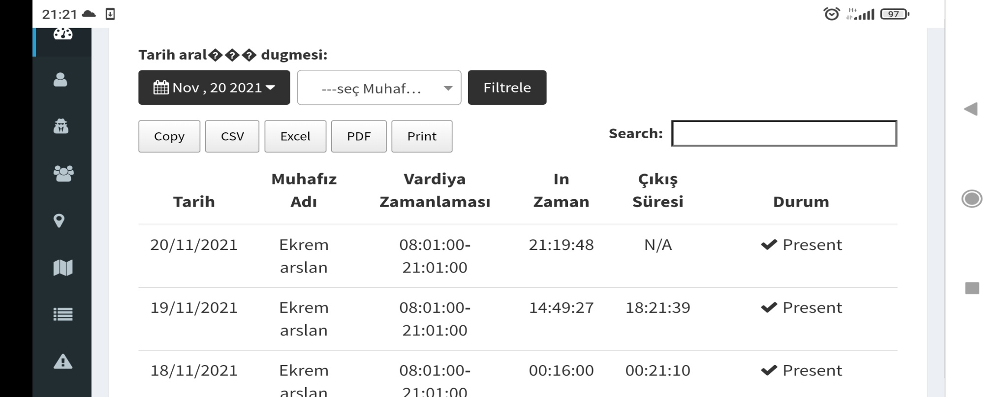 21:21
H+
97
Tarih aral��� dugmesi:
Nov , 20 2021
---seç Muhaf...
Filtrele
Copy
CSV
Excel
PDF
Print
Search:
Tarih
Muhafız
Adı
Vardiya
Zamanlaması
In
Zaman
Çıkış
Süresi
Durum
20/11/2021
Ekrem
arslan
08:01:00-
21:01:00
21:19:48
N/A
Present
19/11/2021
Ekrem
arslan
08:01:00-
21:01:00
14:49:27
18:21:39
Present
18/11/2021
Ekrem
arslan
08:01:00-
21:01:00
00:16:00
00:21:10
Present